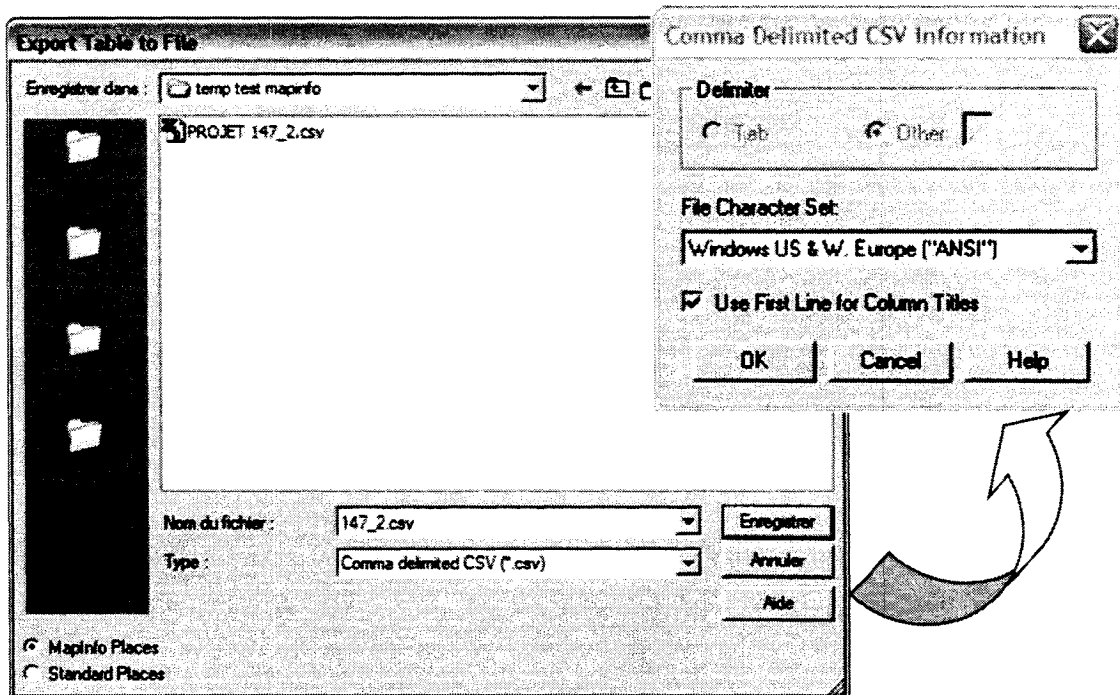 Export Table to File
Enregistrer dans :
temp test mapinfo
PROJET 147_2.csv
Nom du fichier :
147_2.csv
Enregistrer
Type :
Comma delimited CSV (*.csv)
Annuler
Aide
MapInfo Places
Standard Places
Comma Delimited CSV Information
Delimiter
Tab
Other
File Character Set:
Windows US & W. Europe ("ANSI")
Use First Line for Column Titles
OK
Cancel
Help